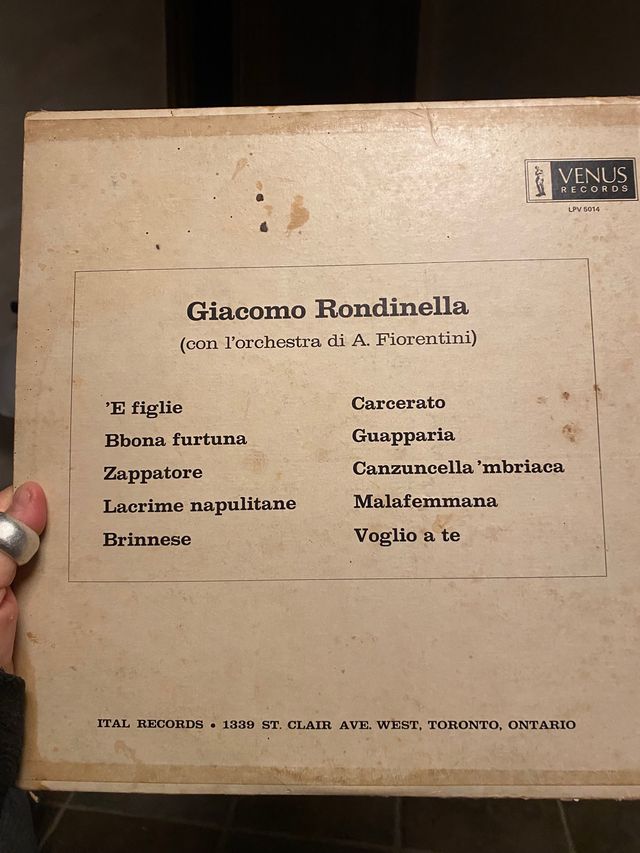 VENUS
RECORDS
LPV 5014
Giacomo Rondinella
(con l'orchestra di A. Fiorentini)
'E figlie
Bbona furtuna
Zappatore
Lacrime napulitane
Brinnese
Carcerato
Guapparia
Canzuncella 'mbriaca
Malafemmana
Voglio a te
ITAL RECORDS • 1339 ST. CLAIR AVE. WEST, TORONTO, ONTARIO